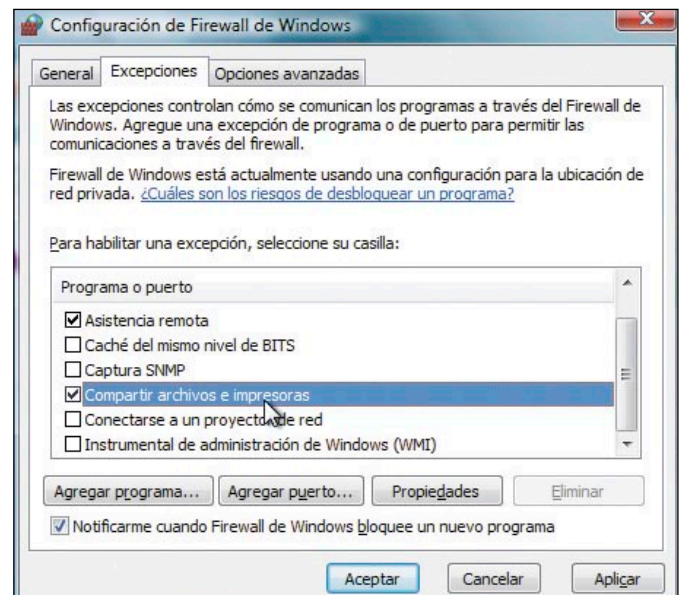 Configuración de Firewall de Windows
General Excepciones Opciones avanzadas
Las excepciones controlan cómo se comunican los programas a través del Firewall de
Windows. Agregue una excepción de programa o de puerto para permitir las
comunicaciones a través del firewall.
Firewall de Windows está actualmente usando una configuración para la ubicación de
red privada. ¿Cuáles son los riesgos de desbloquear un programa?
Para habilitar una excepción, seleccione su casilla:
Programa o puerto
Asistencia remota
Caché del mismo nivel de BITS
Captura SNMP
Compartir archivos e impresoras
Conectarse a un proyector de red
Instrumental de administración de Windows (WMI)
Agregar programa... Agregar puerto... Propiedades Eliminar
Notificarme cuando Firewall de Windows bloquee un nuevo programa
Aceptar Cancelar Aplicar